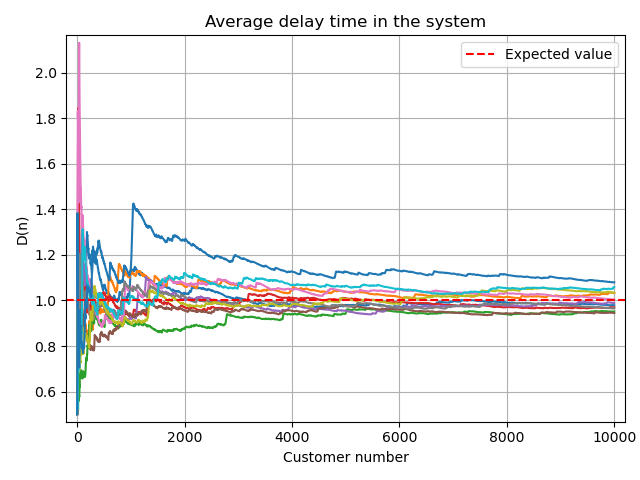 Average delay time in the system
Expected value
D(n)
2.0
1.8
1.6
1.4
1.2
1.0
0.8
0.6
0 2000 4000 6000 8000 10000
Customer number